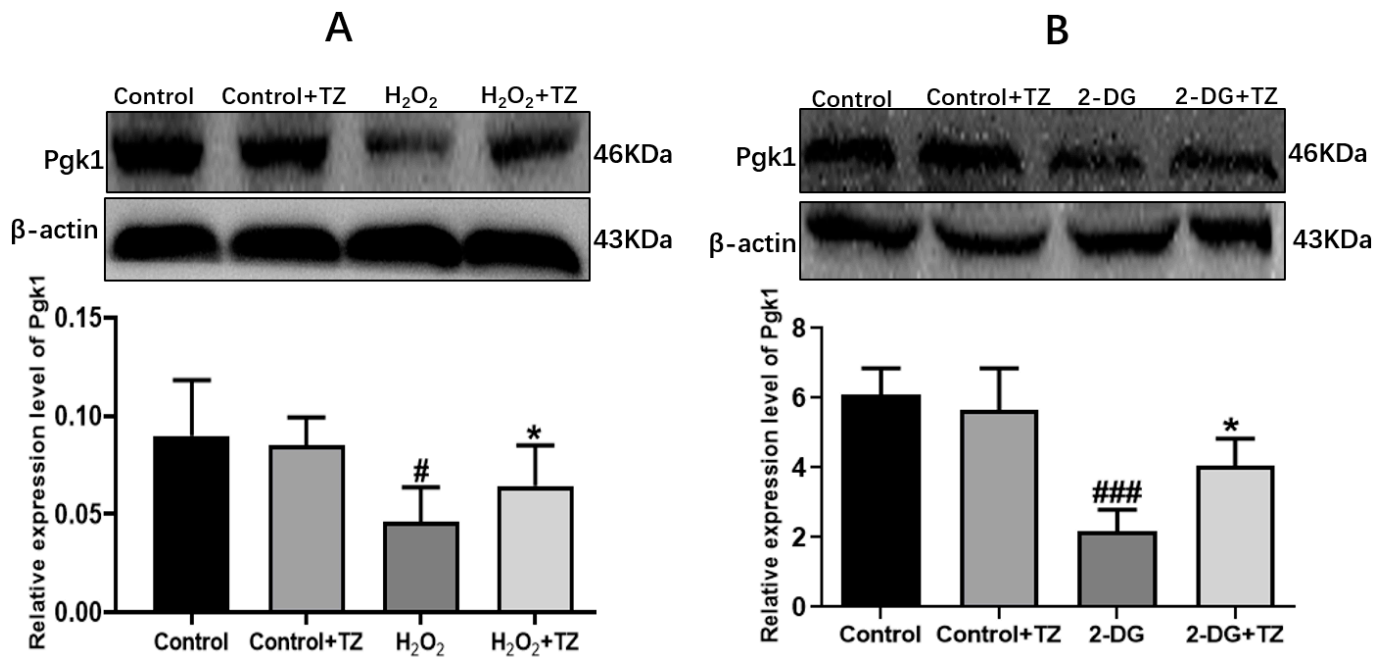 A
Control Control+TZ H₂O₂ H₂O₂+TZ
Pgk1 46KDa
β-actin 43KDa
Relative expression level of Pgk1
0.15
0.10
0.05
0.00
#
*
Control Control+TZ H₂O₂ H₂O₂+TZ
B
Control Control+TZ 2-DG 2-DG+TZ
Pgk1 46KDa
β-actin 43KDa
Relative expression level of Pgk1
8
6
4
2
0
###
*
Control Control+TZ 2-DG 2-DG+TZ